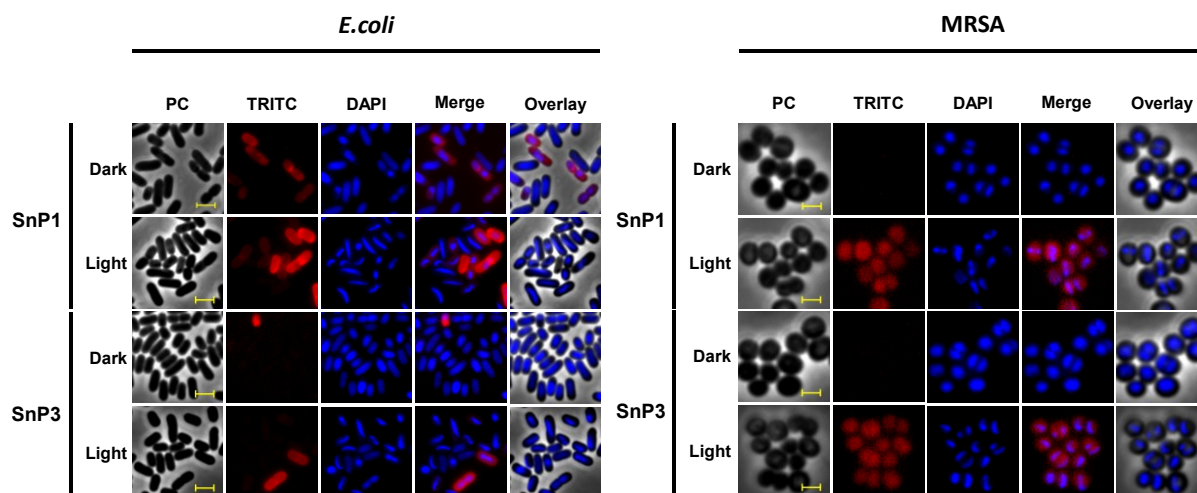 E.coli
MRSA
PC TRITC DAPI Merge Overlay
PC TRITC DAPI Merge Overlay
Dark
Dark
SnP1
SnP1
Light
Light
Dark
Dark
SnP3
SnP3
Light
Light